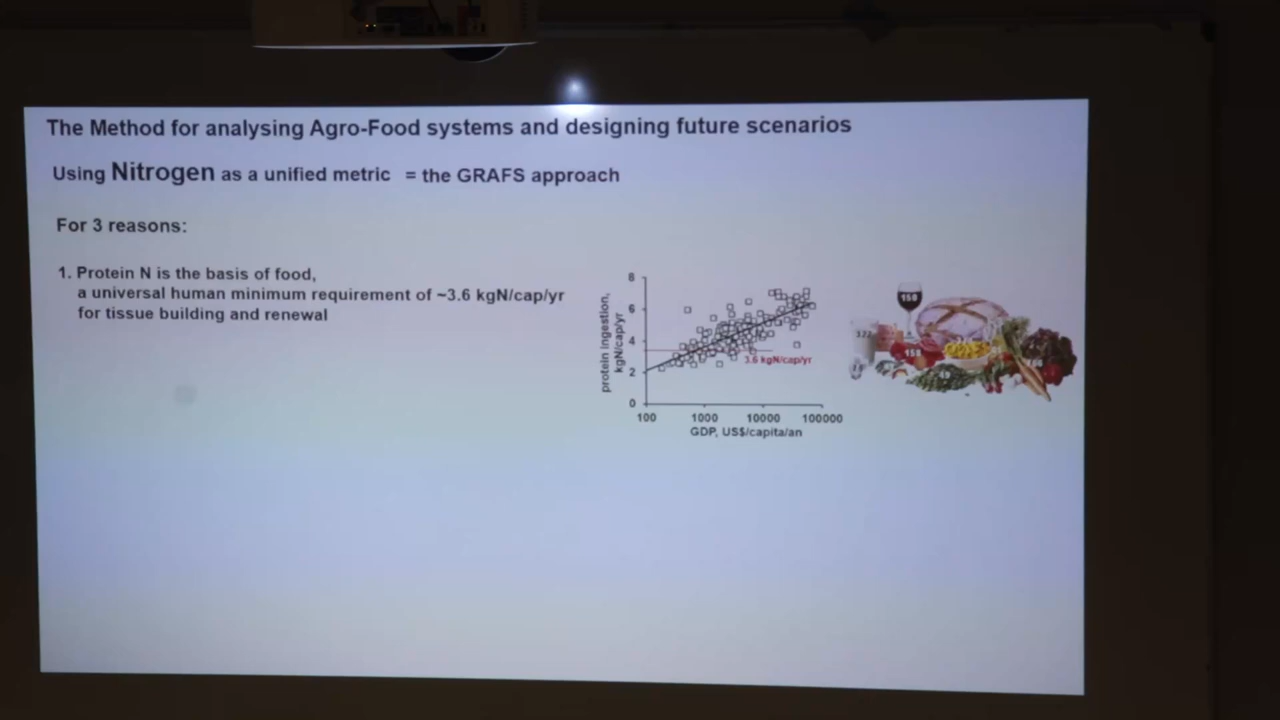 The Method for analysing Agro-Food systems and designing future scenarios
Using Nitrogen as a unified metric = the GRAFS approach
For 3 reasons:
1. Protein N is the basis of food,
a universal human minimum requirement of ~3.6 kgN/cap/yr
for tissue building and renewal
protein ingestion,
kgN/cap/yr
8
6
4
2
0
3.6 kgN/cap/yr
100 1000 10000 100000
GDP, US$/capita/an
150
158